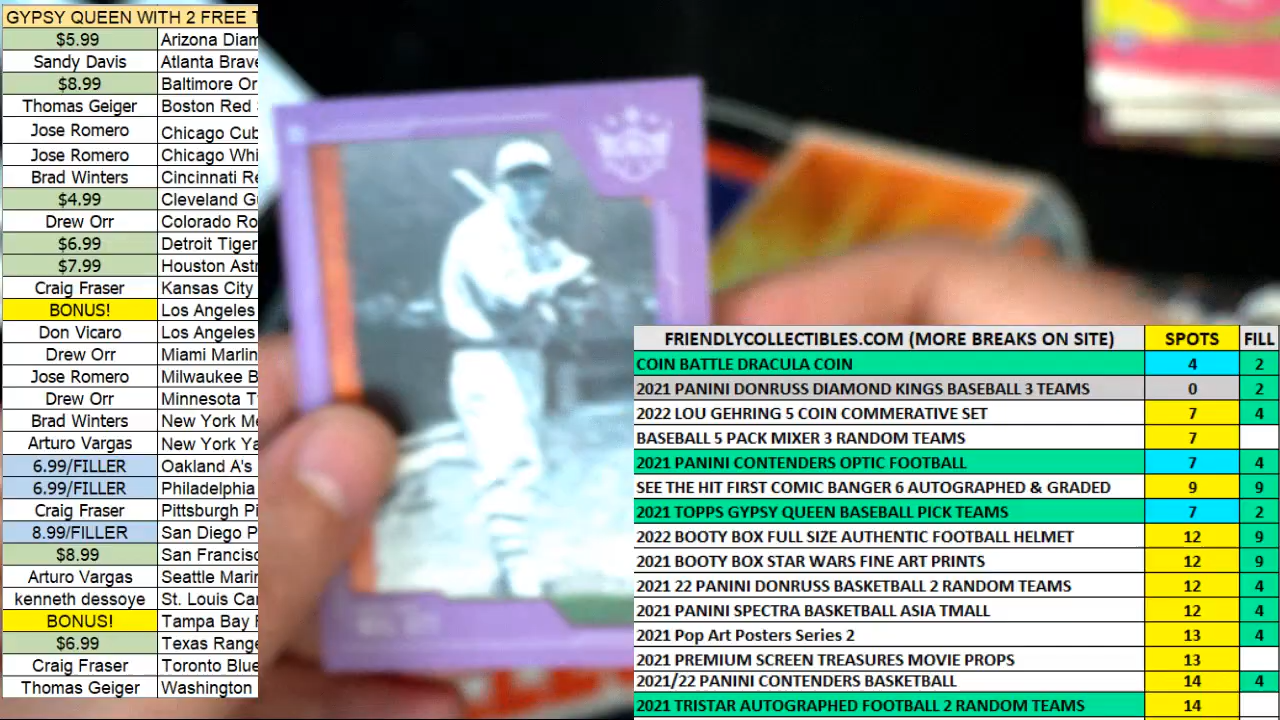 GYPSY QUEEN WITH 2 FREE T
$5.99 Arizona Diam
Sandy Davis Atlanta Brave
$8.99 Baltimore Or
Thomas Geiger Boston Red
Jose Romero Chicago Cub
Jose Romero Chicago Whi
Brad Winters Cincinnati Re
$4.99 Cleveland Gu
Drew Orr Colorado Ro
$6.99 Detroit Tiger
$7.99 Houston Astr
Craig Fraser Kansas City
BONUS! Los Angeles
Don Vicaro Los Angeles
Drew Orr Miami Marlin
Jose Romero Milwaukee B
Drew Orr Minnesota T
Brad Winters New York Me
Arturo Vargas New York Ya
6.99/FILLER Oakland A's
6.99/FILLER Philadelphia
Craig Fraser Pittsburgh Pi
8.99/FILLER San Diego P
$8.99 San Francisc
Arturo Vargas Seattle Marin
kenneth dessoye St. Louis Car
BONUS! Tampa Bay F
$6.99 Texas Range
Craig Fraser Toronto Blue
Thomas Geiger Washington
FRIENDLYCOLLECTIBLES.COM (MORE BREAKS ON SITE) SPOTS FILL
COIN BATTLE DRACULA COIN 4 2
2021 PANINI DONRUSS DIAMOND KINGS BASEBALL 3 TEAMS 0 2
2022 LOU GEHRING 5 COIN COMMERATIVE SET 7 4
BASEBALL 5 PACK MIXER 3 RANDOM TEAMS 7
2021 PANINI CONTENDERS OPTIC FOOTBALL 7 4
SEE THE HIT FIRST COMIC BANGER 6 AUTOGRAPHED & GRADED 9 9
2021 TOPPS GYPSY QUEEN BASEBALL PICK TEAMS 7 2
2022 BOOTY BOX FULL SIZE AUTHENTIC FOOTBALL HELMET 12 9
2021 BOOTY BOX STAR WARS FINE ART PRINTS 12 9
2021 22 PANINI DONRUSS BASKETBALL 2 RANDOM TEAMS 12 4
2021 PANINI SPECTRA BASKETBALL ASIA TMALL 12 4
2021 Pop Art Posters Series 2 13 4
2021 PREMIUM SCREEN TREASURES MOVIE PROPS 13
2021/22 PANINI CONTENDERS BASKETBALL 14 4
2021 TRISTAR AUTOGRAPHED FOOTBALL 2 RANDOM TEAMS 14